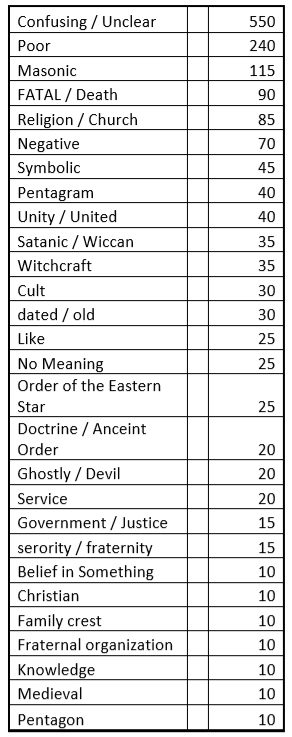 Confusing / Unclear 550
Poor 240
Masonic 115
FATAL / Death 90
Religion / Church 85
Negative 70
Symbolic 45
Pentagram 40
Unity / United 40
Satanic / Wiccan 35
Witchcraft 35
Cult 30
dated / old 30
Like 25
No Meaning 25
Order of the Eastern
Star 25
Doctrine / Anceint
Order 20
Ghostly / Devil 20
Service 20
Government / Justice 15
serority / fraternity 15
Belief in Something 10
Christian 10
Family crest 10
Fraternal organization 10
Knowledge 10
Medieval 10
Pentagon 10